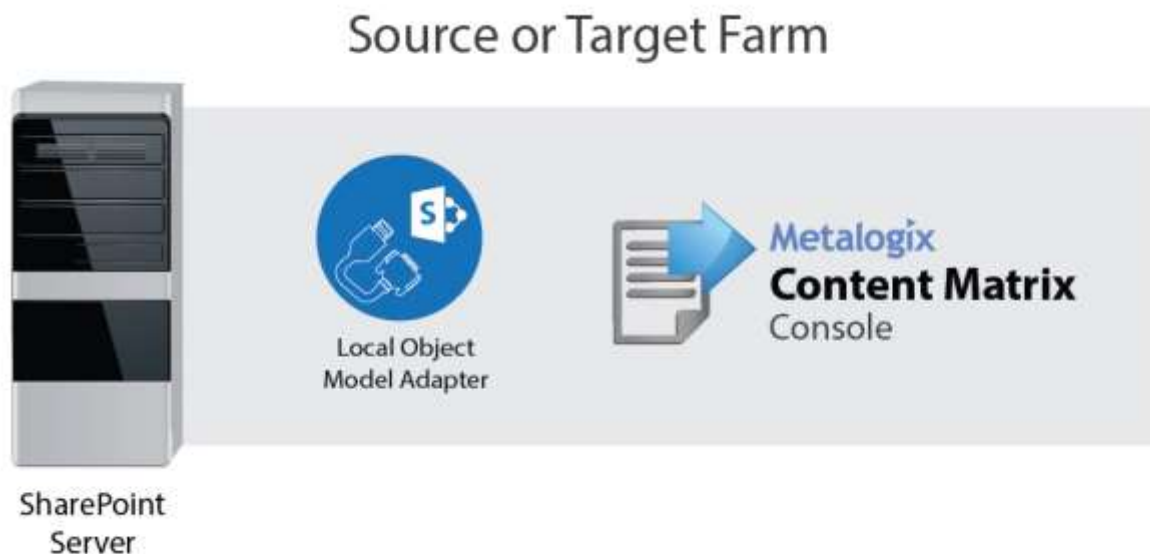 Source or Target Farm
S
Local Object
Model Adapter
Metalogix
Content Matrix
Console
SharePoint
Server